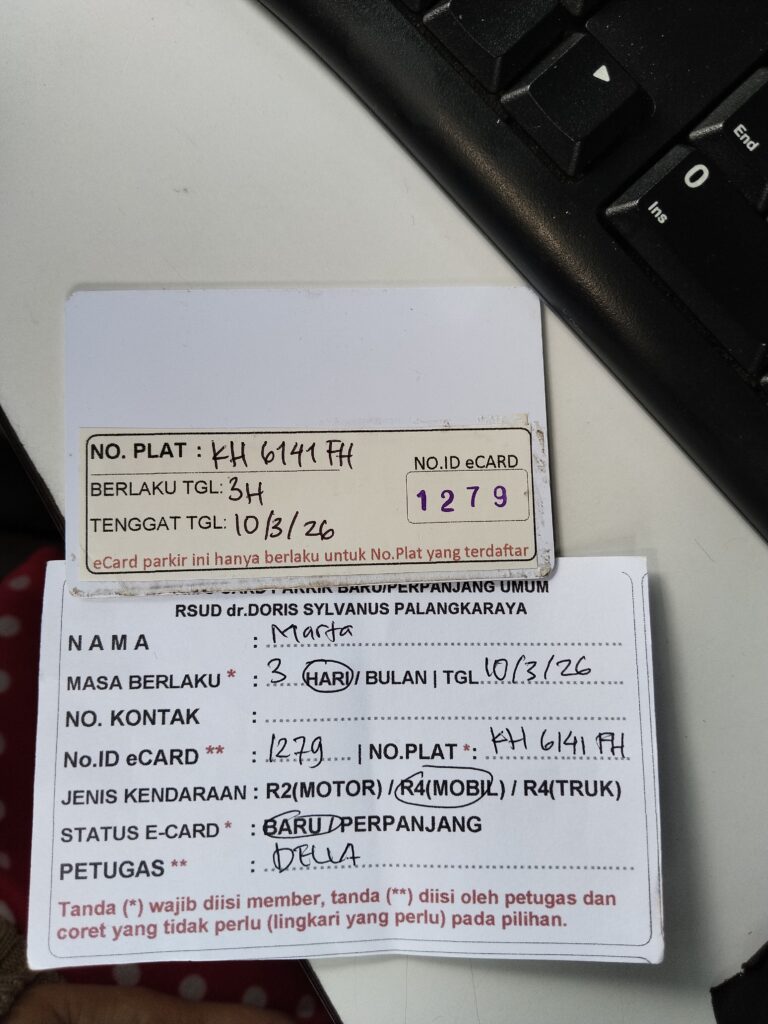 End
0
Ins
NO. PLAT : KH 6141 FH
BERLAKU TGL: 3H
NO.ID eCARD
1279
TENGGAT TGL: 10/3/26
eCard parkir ini hanya berlaku untuk No.Plat yang terdaftar
BARU/PERPANJANG UMUM
RSUD dr.DORIS SYLVANUS PALANGKARAYA
NAMA : Marta
MASA BERLAKU * : 3 HARI / BULAN | TGL 10/3/26
NO. KONTAK :
No.ID eCARD ** : 1279 | NO.PLAT *: KH 6141 FH
JENIS KENDARAAN : R2(MOTOR) / R4(MOBIL) / R4(TRUK)
STATUS E-CARD * : BARU / PERPANJANG
PETUGAS ** : DELLA
Tanda (*) wajib diisi member, tanda (**) diisi oleh petugas dan
coret yang tidak perlu (lingkari yang perlu) pada pilihan.